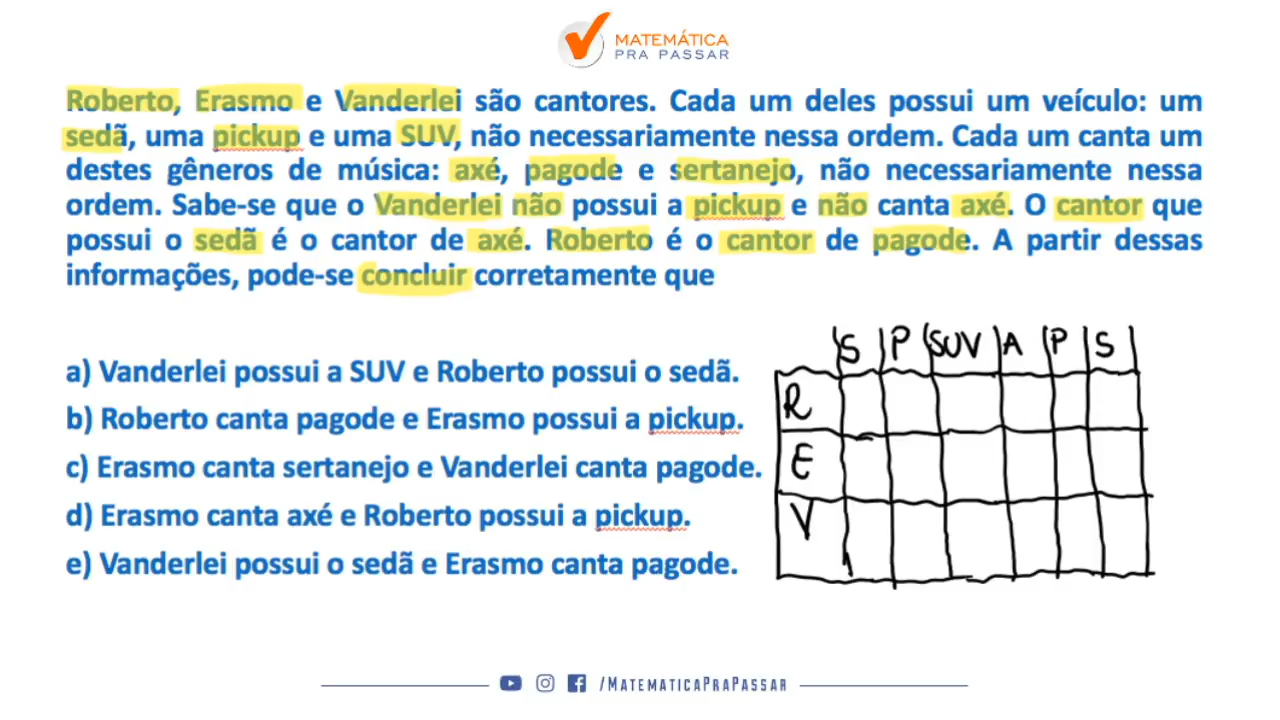 MATEMÁTICA
PRA PASSAR
Roberto, Erasmo e Vanderlei são cantores. Cada um deles possui um veículo: um
sedã, uma pickup e uma SUV, não necessariamente nessa ordem. Cada um canta um
destes gêneros de música: axé, pagode e sertanejo, não necessariamente nessa
ordem. Sabe-se que o Vanderlei não possui a pickup e não canta axé. O cantor que
possui o sedã é o cantor de axé. Roberto é o cantor de pagode. A partir dessas
informações, pode-se concluir corretamente que
a) Vanderlei possui a SUV e Roberto possui o sedã.
b) Roberto canta pagode e Erasmo possui a pickup.
c) Erasmo canta sertanejo e Vanderlei canta pagode.
d) Erasmo canta axé e Roberto possui a pickup.
e) Vanderlei possui o sedã e Erasmo canta pagode.
S P SUV A P S
R
E
V
/MATEMATICAPRAPASSAR